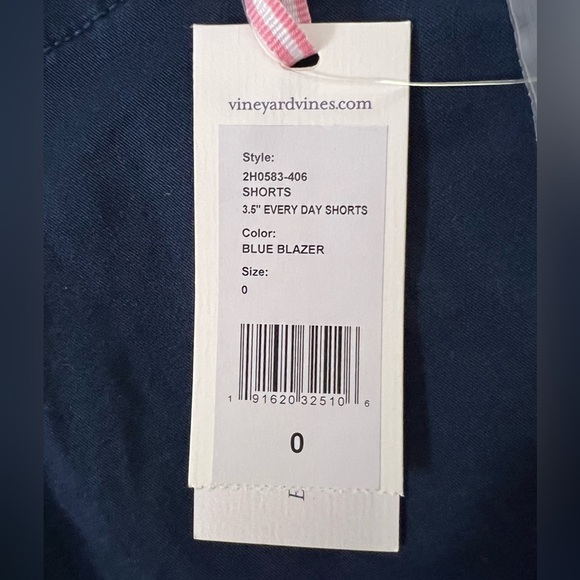 vineyardvines.com
Style:
2H0583-406
SHORTS
3.5" EVERY DAY SHORTS
Color:
BLUE BLAZER
Size:
0
1 91620 32510 6
0
E